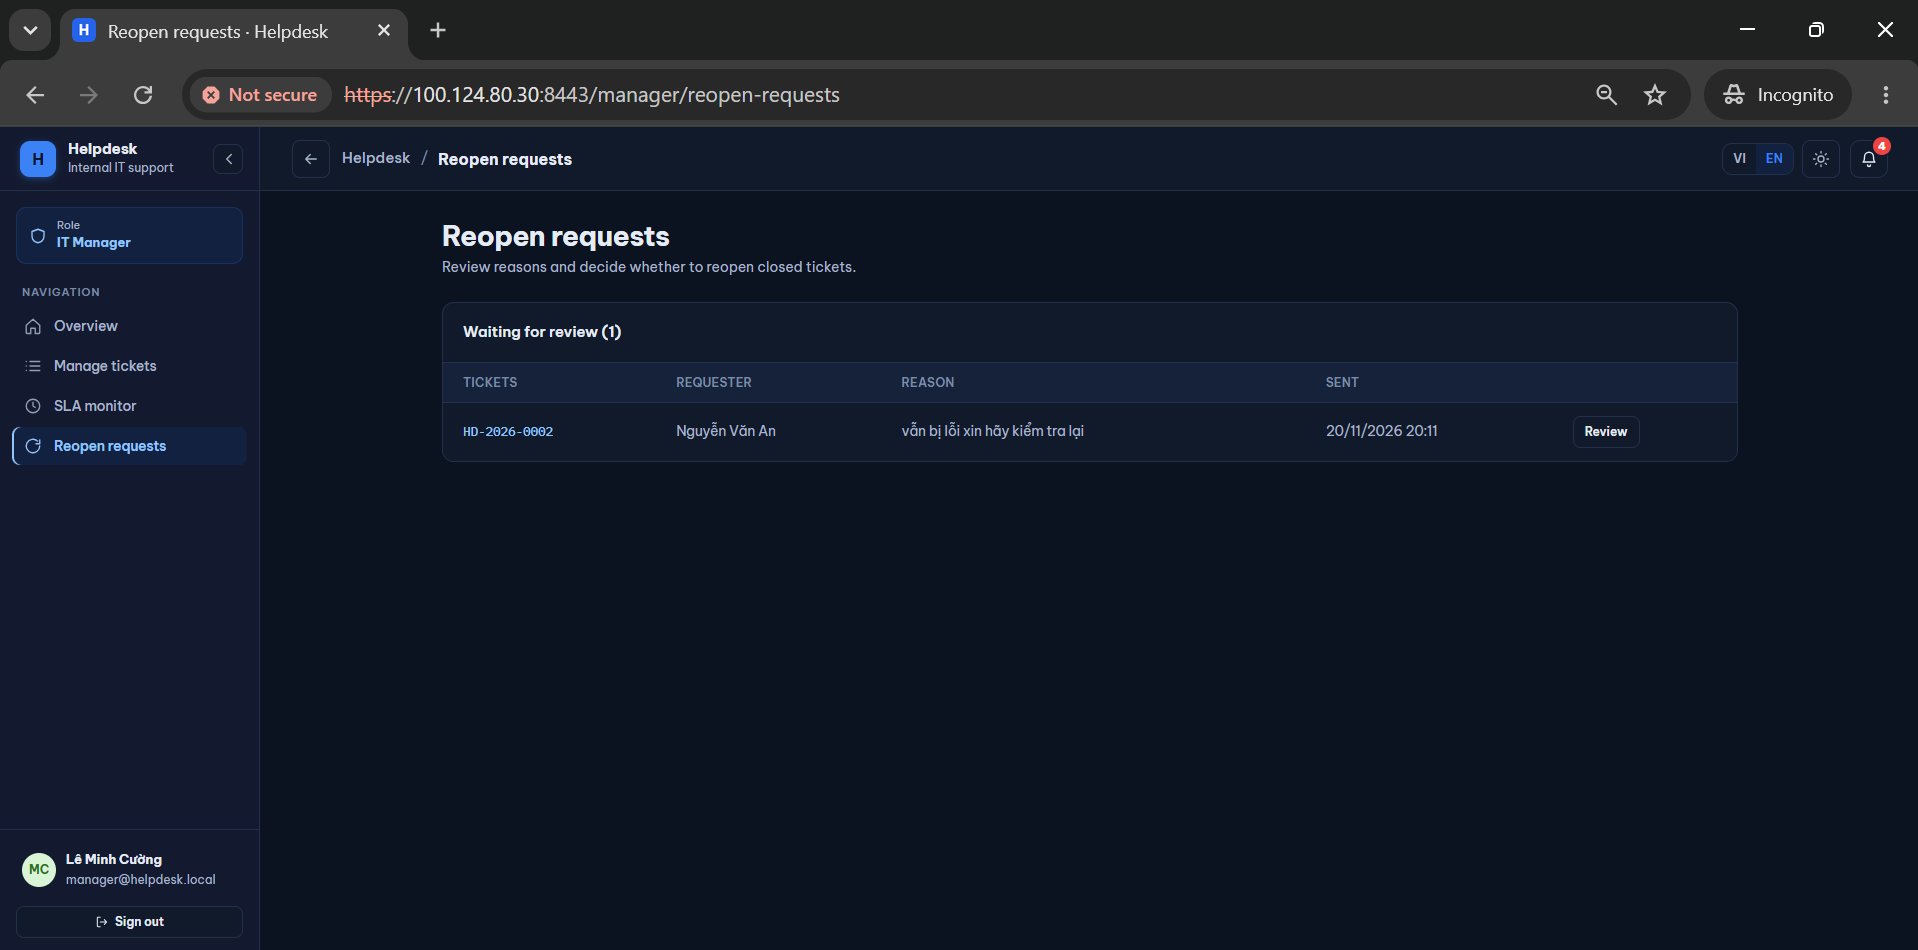 H Reopen requests · Helpdesk
Not secure https://100.124.80.30:8443/manager/reopen-requests Incognito
H Helpdesk
Internal IT support
Helpdesk / Reopen requests
VI EN
4
Role
IT Manager
NAVIGATION
Overview
Manage tickets
SLA monitor
Reopen requests
Reopen requests
Review reasons and decide whether to reopen closed tickets.
Waiting for review (1)
TICKETS REQUESTER REASON SENT
HD-2026-0002 Nguyễn Văn An vẫn bị lỗi xin hãy kiểm tra lại 20/11/2026 20:11 Review
MC Lê Minh Cường
manager@helpdesk.local
Sign out